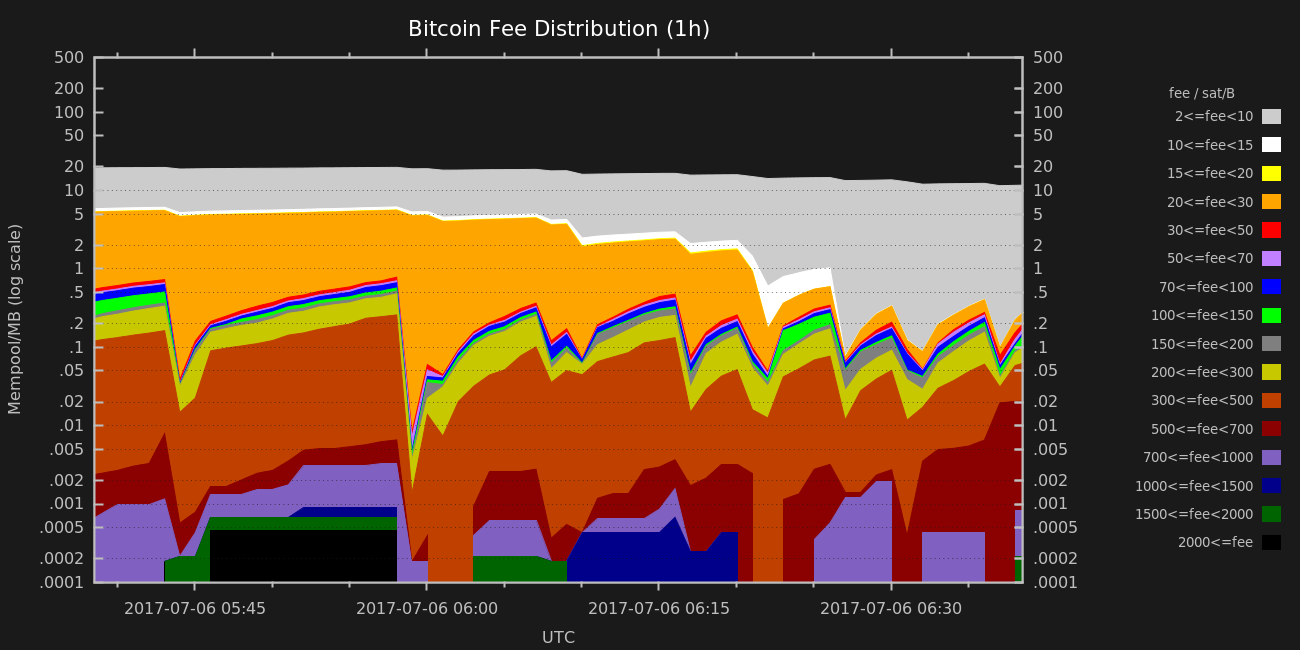 Bitcoin Fee Distribution (1h)
500 500
200 200
100 100
50 50
20 20
10 10
5 5
2 2
1 1
.5 .5
.2 .2
.1 .1
.05 .05
.02 .02
.01 .01
.005 .005
.002 .002
.001 .001
.0005 .0005
.0002 .0002
.0001 .0001
Mempool/MB (log scale)
2017-07-06 05:45 2017-07-06 06:00 2017-07-06 06:15 2017-07-06 06:30
UTC
fee / sat/B
2<=fee<10
10<=fee<15
15<=fee<20
20<=fee<30
30<=fee<50
50<=fee<70
70<=fee<100
100<=fee<150
150<=fee<200
200<=fee<300
300<=fee<500
500<=fee<700
700<=fee<1000
1000<=fee<1500
1500<=fee<2000
2000<=fee